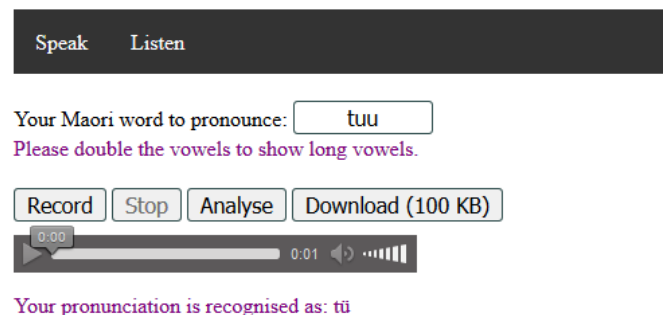 Speak Listen
Your Maori word to pronounce: tuu
Please double the vowels to show long vowels.
Record Stop Analyse Download (100 KB)
0:00 0:01
Your pronunciation is recognised as: tü